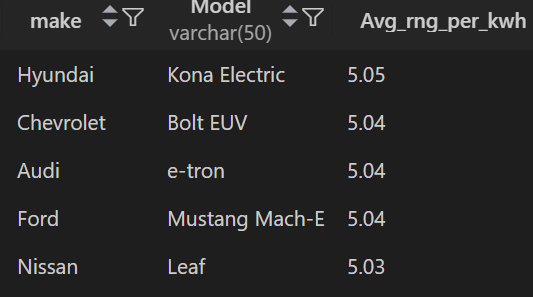 make Model Avg_rng_per_kwh
varchar(50)
Hyundai Kona Electric 5.05
Chevrolet Bolt EUV 5.04
Audi e-tron 5.04
Ford Mustang Mach-E 5.04
Nissan Leaf 5.03